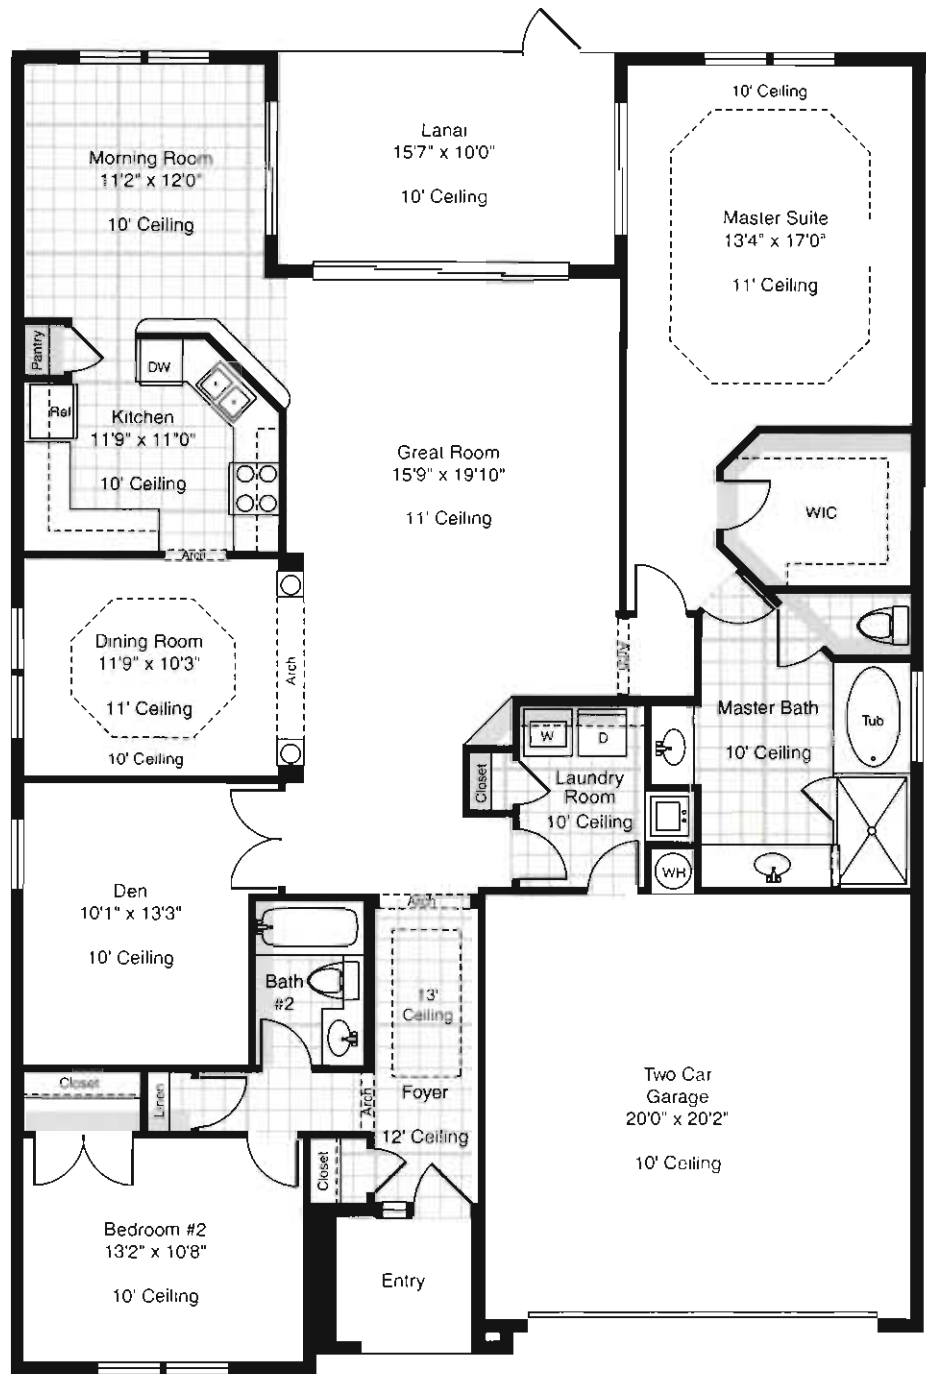 10' Ceiling
Lanai
15'7" x 10'0"
10' Ceiling
Morning Room
11'2" x 12'0"
10' Ceiling
Master Suite
13'4" x 17'0"
11' Ceiling
Pantry
DW
Ref
Kitchen
11'9" x 11"0"
10' Ceiling
Great Room
15'9" x 19'10"
11' Ceiling
WIC
Arch
Dining Room
11'9" x 10'3"
11' Ceiling
10' Ceiling
Arch
Arch
Master Bath
10' Ceiling
Tub
W
D
Closet
Laundry
Room
10' Ceiling
WH
Den
10'1" x 13'3"
10' Ceiling
Arch
Bath
#2
13'
Ceiling
Foyer
12' Ceiling
Closet
Linen
Arch
Closet
Two Car
Garage
20'0" x 20'2"
10' Ceiling
Bedroom #2
13'2" x 10'8"
10' Ceiling
Entry